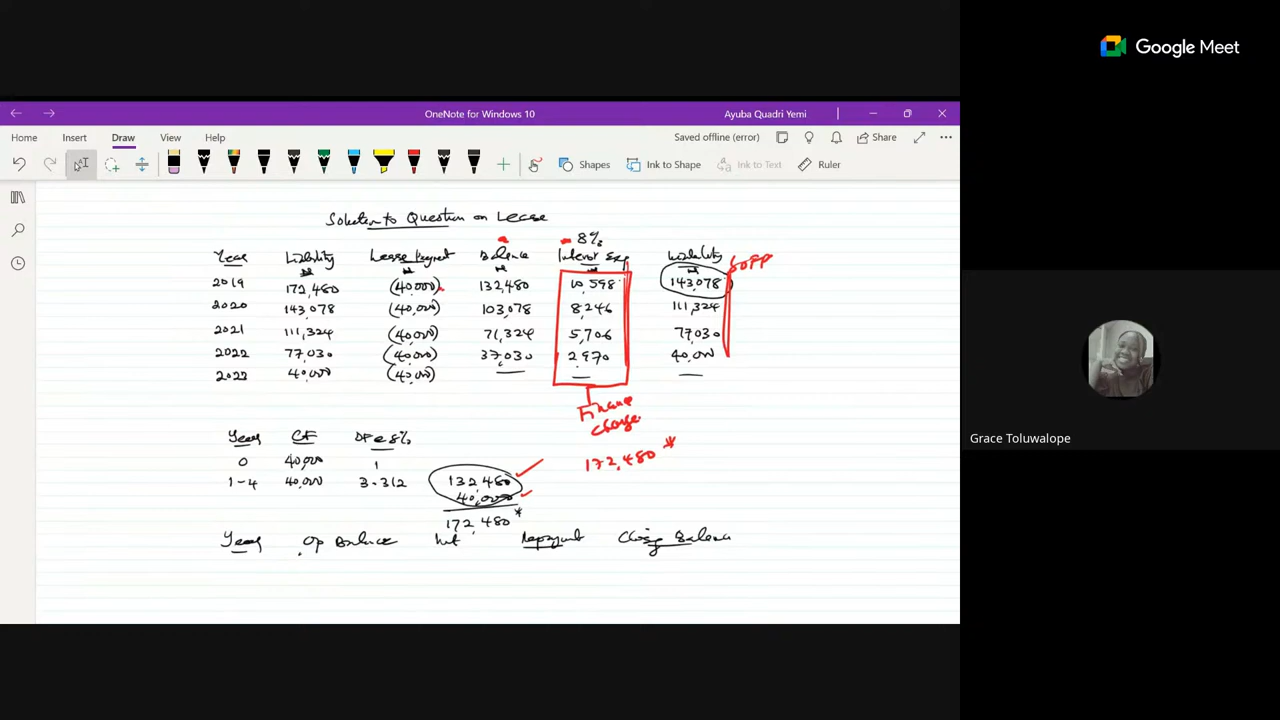 Google Meet
OneNote for Windows 10
Ayuba Quadri Yemi
Home Insert Draw View Help
Saved offline (error)
Share
Shapes
Ink to Shape
Ink to Text
Ruler
Solution to Question on Lease
8%
Year Liability Lease Paymt Balance Interest Exp Liability
SOFP
2019 172,480 (40,000) 132,480 10,598 143,078
2020 143,078 (40,000) 103,078 8,246 111,324
2021 111,324 (40,000) 71,324 5,706 77,030
2022 77,030 (40,000) 37,030 2,970 40,000
2023 40,000 (40,000)
Finance
charge
Years CF DF@8%
172,480*
0 40,000 1
1-4 40,000 3.312 132,480
40,000
172,480*
Years Op Balance Int Repaymt Closing Balance
Grace Toluwalope